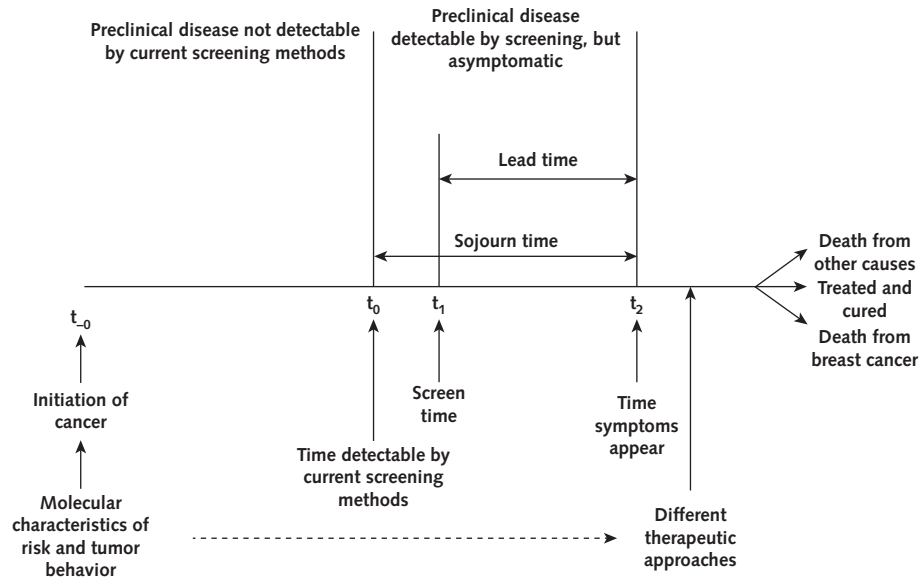 Preclinical disease not detectable
by current screening methods
Preclinical disease
detectable by screening, but
asymptomatic
Lead time
Sojourn time
t–0
t0
t1
t2
Death from
other causes
Treated and
cured
Death from
breast cancer
Initiation of
cancer
Screen
time
Time
symptoms
appear
Time detectable by
current screening
methods
Molecular
characteristics of
risk and tumor
behavior
Different
therapeutic
approaches